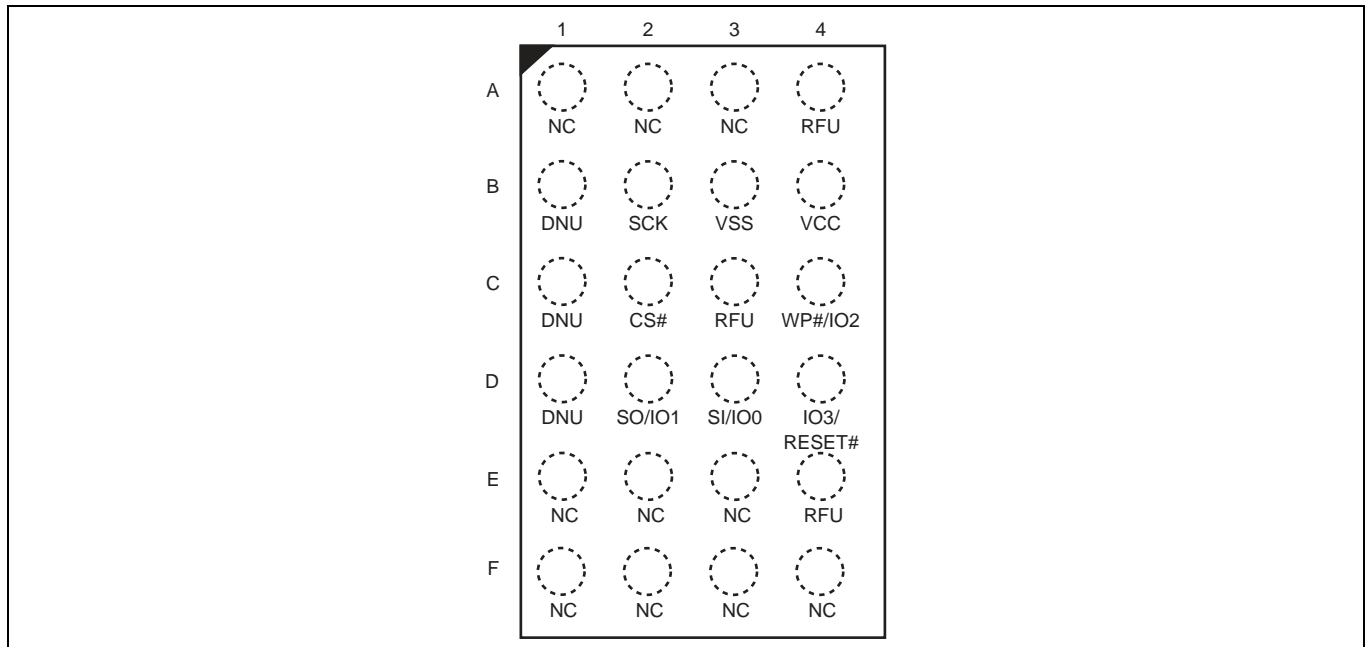 1 2 3 4
A
NC NC NC RFU
B
DNU SCK VSS VCC
C
DNU CS# RFU WP#/IO2
D
DNU SO/IO1 SI/IO0 IO3/
RESET#
E
NC NC NC RFU
F
NC NC NC NC